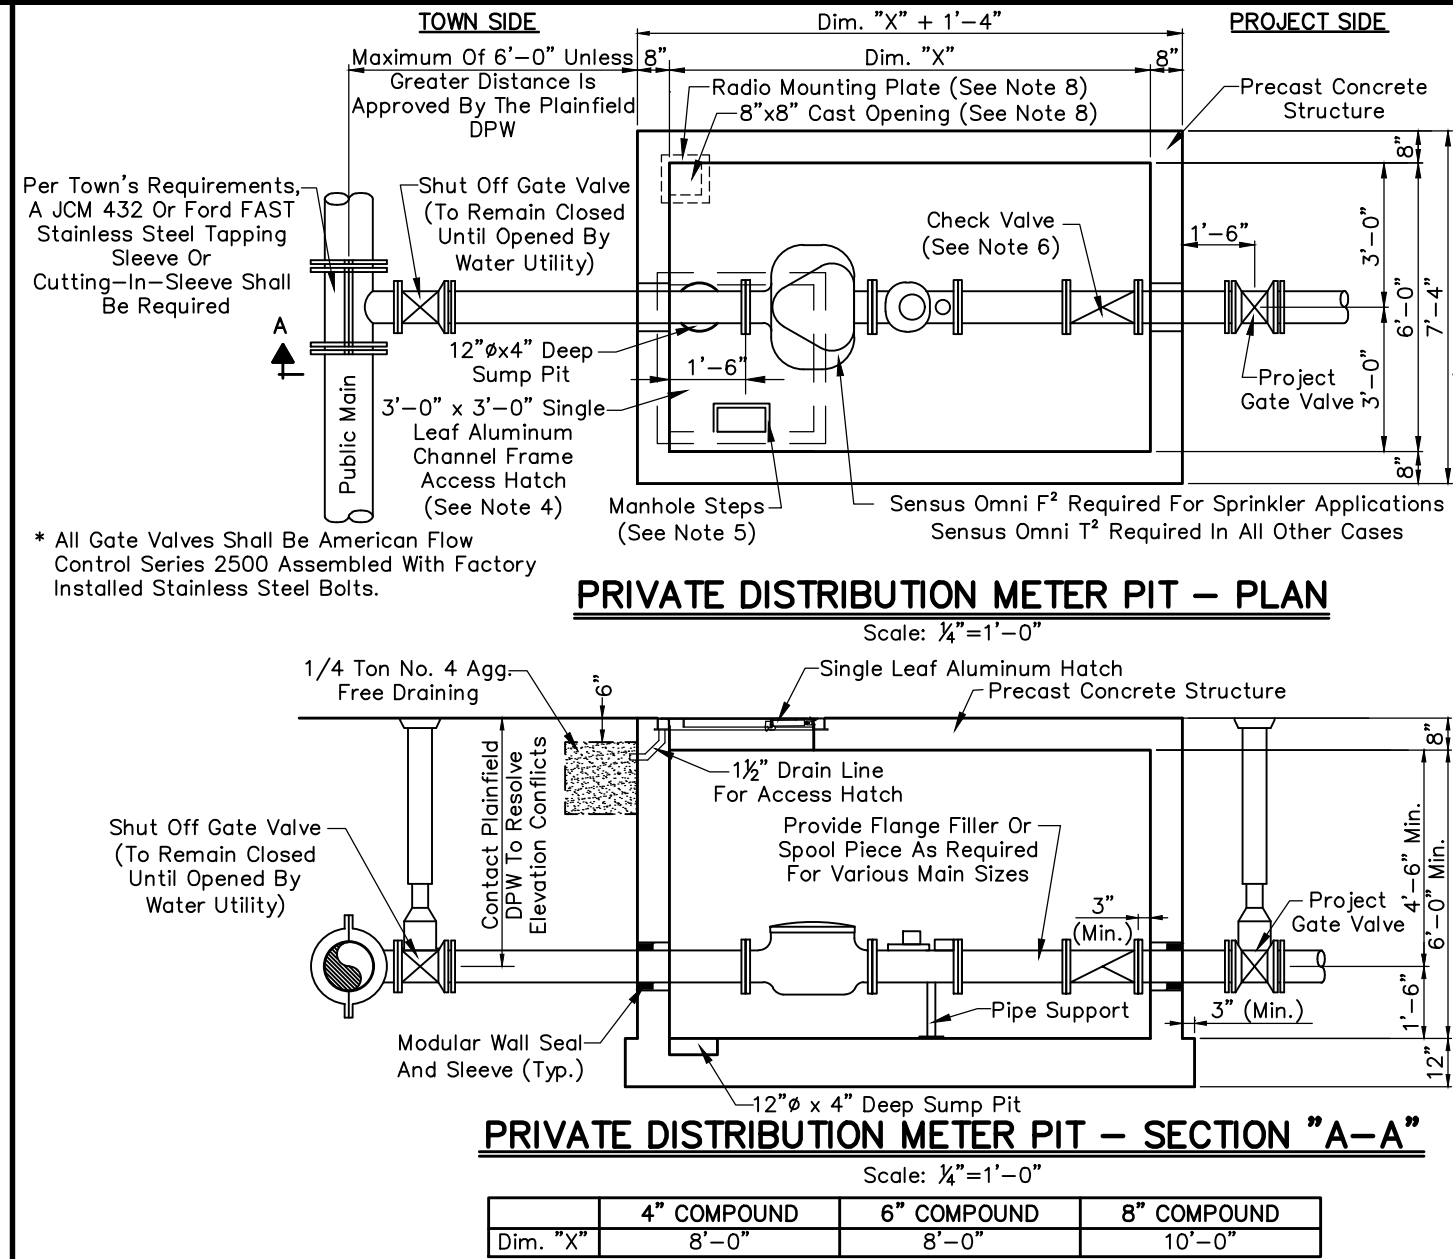 TOWN SIDE
Dim. "X" + 1'-4"
PROJECT SIDE
Maximum Of 6'-0" Unless
Greater Distance Is
Approved By The Plainfield
DPW
8"
Dim. "X"
8"
Radio Mounting Plate (See Note 8)
8"x8" Cast Opening (See Note 8)
Precast Concrete
Structure
Per Town's Requirements,
A JCM 432 Or Ford FAST
Stainless Steel Tapping
Sleeve Or
Cutting-In-Sleeve Shall
Be Required
Shut Off Gate Valve
(To Remain Closed
Until Opened By
Water Utility)
Check Valve
(See Note 6)
1'-6"
8"
3'-0"
6'-0"
7'-4"
3'-0"
8"
A
12"øx4" Deep
Sump Pit
1'-6"
3'-0" x 3'-0" Single
Leaf Aluminum
Channel Frame
Access Hatch
(See Note 4)
Public Main
Project
Gate Valve
Manhole Steps
(See Note 5)
Sensus Omni F² Required For Sprinkler Applications
Sensus Omni T² Required In All Other Cases
* All Gate Valves Shall Be American Flow
Control Series 2500 Assembled With Factory
Installed Stainless Steel Bolts.
PRIVATE DISTRIBUTION METER PIT - PLAN
Scale: ¼"=1'-0"
1/4 Ton No. 4 Agg.
Free Draining
6"
Single Leaf Aluminum Hatch
Precast Concrete Structure
Contact Plainfield
DPW To Resolve
Elevation Conflicts
1½" Drain Line
For Access Hatch
8"
Shut Off Gate Valve
(To Remain Closed
Until Opened By
Water Utility)
Provide Flange Filler Or
Spool Piece As Required
For Various Main Sizes
3"
(Min.)
Project
Gate Valve
4'-6" Min.
6'-0" Min.
1'-6"
12"
Pipe Support
3" (Min.)
Modular Wall Seal
And Sleeve (Typ.)
12"ø x 4" Deep Sump Pit
PRIVATE DISTRIBUTION METER PIT - SECTION "A-A"
Scale: ¼"=1'-0"
4" COMPOUND 6" COMPOUND 8" COMPOUND
Dim. "X" 8'-0" 8'-0" 10'-0"